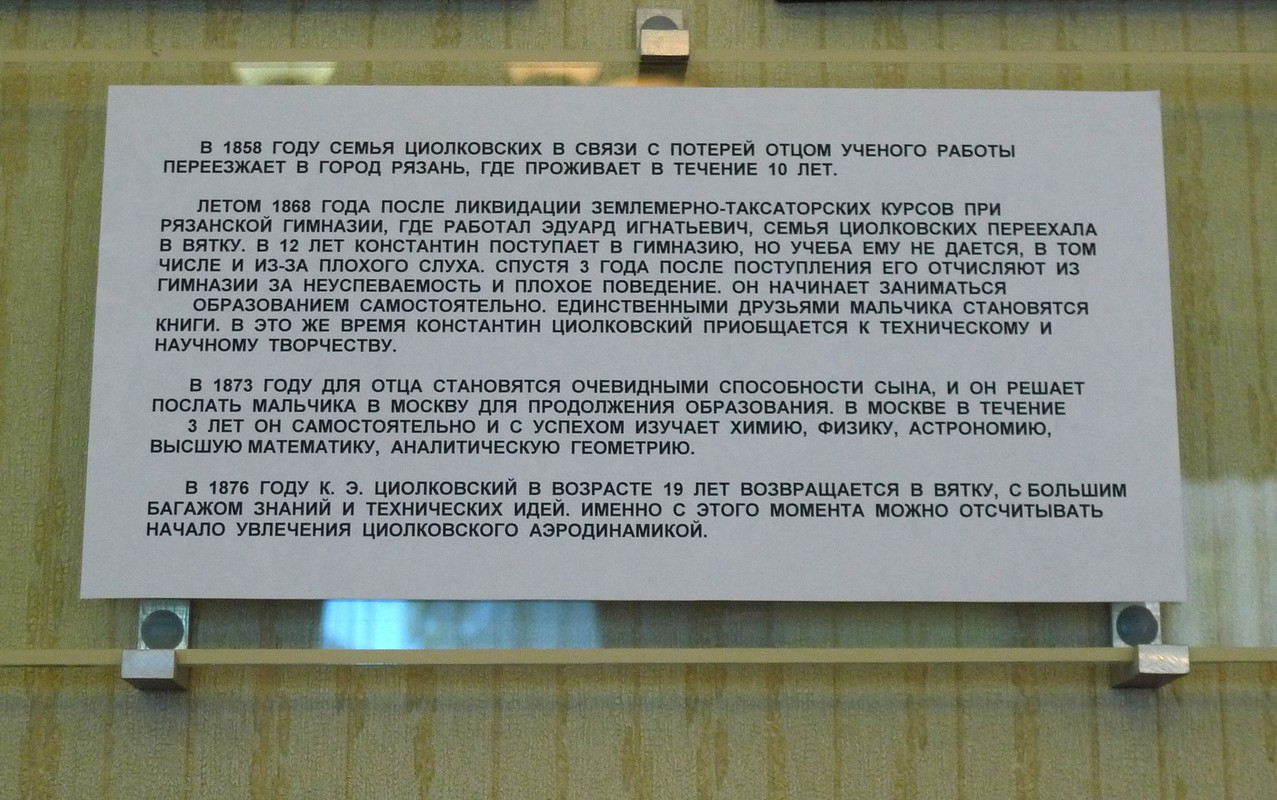 В 1858 ГОДУ СЕМЬЯ ЦИОЛКОВСКИХ В СВЯЗИ С ПОТЕРЕЙ ОТЦОМ УЧЕНОГО РАБОТЫ
ПЕРЕЕЗЖАЕТ В ГОРОД РЯЗАНЬ, ГДЕ ПРОЖИВАЕТ В ТЕЧЕНИЕ 10 ЛЕТ.
ЛЕТОМ 1868 ГОДА ПОСЛЕ ЛИКВИДАЦИИ ЗЕМЛЕМЕРНО-ТАКСАТОРСКИХ КУРСОВ ПРИ
РЯЗАНСКОЙ ГИМНАЗИИ, ГДЕ РАБОТАЛ ЭДУАРД ИГНАТЬЕВИЧ, СЕМЬЯ ЦИОЛКОВСКИХ ПЕРЕЕХАЛА
В ВЯТКУ. В 12 ЛЕТ КОНСТАНТИН ПОСТУПАЕТ В ГИМНАЗИЮ, НО УЧЕБА ЕМУ НЕ ДАЕТСЯ, В ТОМ
ЧИСЛЕ И ИЗ-ЗА ПЛОХОГО СЛУХА. СПУСТЯ 3 ГОДА ПОСЛЕ ПОСТУПЛЕНИЯ ЕГО ОТЧИСЛЯЮТ ИЗ
ГИМНАЗИИ ЗА НЕУСПЕВАЕМОСТЬ И ПЛОХОЕ ПОВЕДЕНИЕ. ОН НАЧИНАЕТ ЗАНИМАТЬСЯ
ОБРАЗОВАНИЕМ САМОСТОЯТЕЛЬНО. ЕДИНСТВЕННЫМИ ДРУЗЬЯМИ МАЛЬЧИКА СТАНОВЯТСЯ
КНИГИ. В ЭТО ЖЕ ВРЕМЯ КОНСТАНТИН ЦИОЛКОВСКИЙ ПРИОБЩАЕТСЯ К ТЕХНИЧЕСКОМУ И
НАУЧНОМУ ТВОРЧЕСТВУ.
В 1873 ГОДУ ДЛЯ ОТЦА СТАНОВЯТСЯ ОЧЕВИДНЫМИ СПОСОБНОСТИ СЫНА, И ОН РЕШАЕТ
ПОСЛАТЬ МАЛЬЧИКА В МОСКВУ ДЛЯ ПРОДОЛЖЕНИЯ ОБРАЗОВАНИЯ. В МОСКВЕ В ТЕЧЕНИЕ
3 ЛЕТ ОН САМОСТОЯТЕЛЬНО И С УСПЕХОМ ИЗУЧАЕТ ХИМИЮ, ФИЗИКУ, АСТРОНОМИЮ,
ВЫСШУЮ МАТЕМАТИКУ, АНАЛИТИЧЕСКУЮ ГЕОМЕТРИЮ.
В 1876 ГОДУ К. Э. ЦИОЛКОВСКИЙ В ВОЗРАСТЕ 19 ЛЕТ ВОЗВРАЩАЕТСЯ В ВЯТКУ, С БОЛЬШИМ
БАГАЖОМ ЗНАНИЙ И ТЕХНИЧЕСКИХ ИДЕЙ. ИМЕННО С ЭТОГО МОМЕНТА МОЖНО ОТСЧИТЫВАТЬ
НАЧАЛО УВЛЕЧЕНИЯ ЦИОЛКОВСКОГО АЭРОДИНАМИКОЙ.